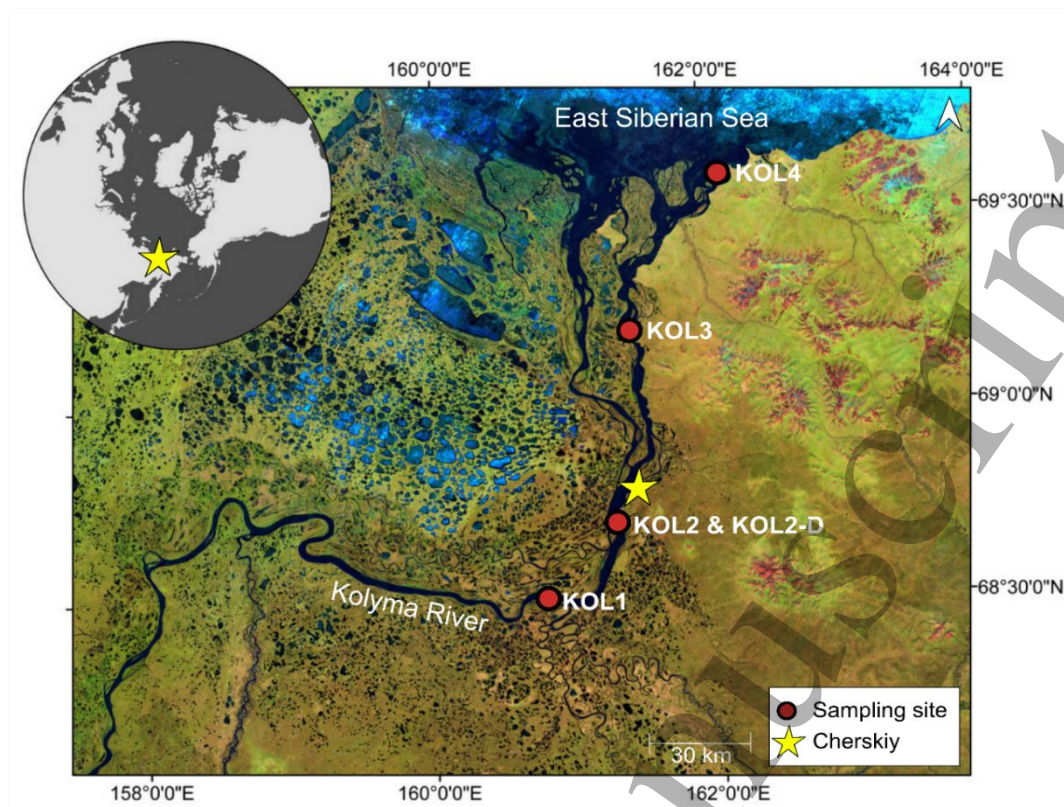 160°0'0"E 162°0'0"E 164°0'0"E
East Siberian Sea
KOL4
69°30'0"N
KOL3
69°0'0"N
KOL2 & KOL2-D
68°30'0"N
KOL1
Kolyma River
Sampling site
Cherskiy
30 km
158°0'0"E 160°0'0"E 162°0'0"E